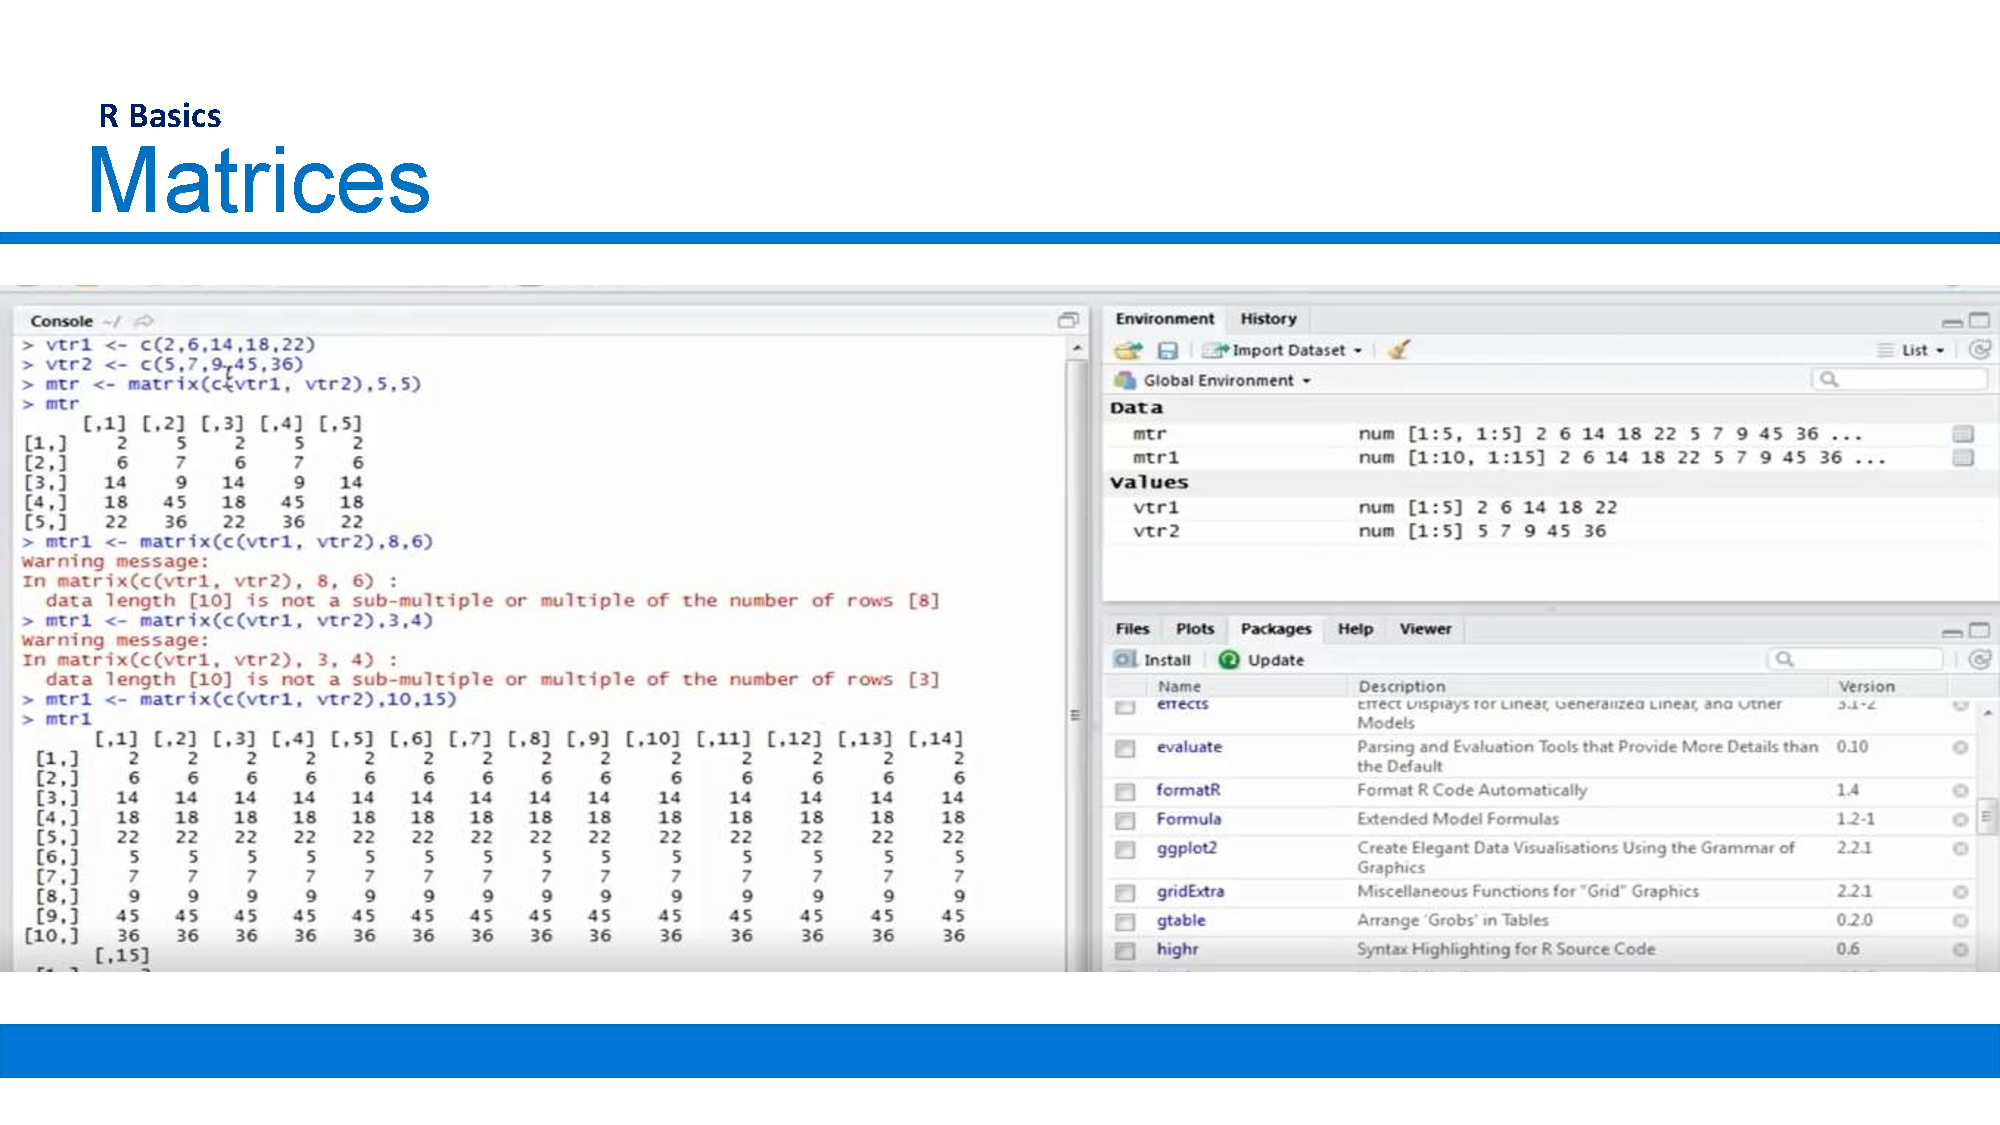 R Basics
Matrices
Console ~/
> vtr1 <- c(2,6,14,18,22)
> vtr2 <- c(5,7,9,45,36)
> mtr <- matrix(c(vtr1, vtr2),5,5)
> mtr
[,1] [,2] [,3] [,4] [,5]
[1,] 2 5 2 5 2
[2,] 6 7 6 7 6
[3,] 14 9 14 9 14
[4,] 18 45 18 45 18
[5,] 22 36 22 36 22
> mtr1 <- matrix(c(vtr1, vtr2),8,6)
Warning message:
In matrix(c(vtr1, vtr2), 8, 6) :
data length [10] is not a sub-multiple or multiple of the number of rows [8]
> mtr1 <- matrix(c(vtr1, vtr2),3,4)
Warning message:
In matrix(c(vtr1, vtr2), 3, 4) :
data length [10] is not a sub-multiple or multiple of the number of rows [3]
> mtr1 <- matrix(c(vtr1, vtr2),10,15)
> mtr1
[,1] [,2] [,3] [,4] [,5] [,6] [,7] [,8] [,9] [,10] [,11] [,12] [,13] [,14]
[1,] 2 2 2 2 2 2 2 2 2 2 2 2 2 2
[2,] 6 6 6 6 6 6 6 6 6 6 6 6 6 6
[3,] 14 14 14 14 14 14 14 14 14 14 14 14 14 14
[4,] 18 18 18 18 18 18 18 18 18 18 18 18 18 18
[5,] 22 22 22 22 22 22 22 22 22 22 22 22 22 22
[6,] 5 5 5 5 5 5 5 5 5 5 5 5 5 5
[7,] 7 7 7 7 7 7 7 7 7 7 7 7 7 7
[8,] 9 9 9 9 9 9 9 9 9 9 9 9 9 9
[9,] 45 45 45 45 45 45 45 45 45 45 45 45 45 45
[10,] 36 36 36 36 36 36 36 36 36 36 36 36 36 36
[,15]
Environment History
Import Dataset List
Global Environment
Data
mtr num [1:5, 1:5] 2 6 14 18 22 5 7 9 45 36 ...
mtr1 num [1:10, 1:15] 2 6 14 18 22 5 7 9 45 36 ...
Values
vtr1 num [1:5] 2 6 14 18 22
vtr2 num [1:5] 5 7 9 45 36
Files Plots Packages Help Viewer
Install Update
Name Description Version
effects Effect Displays for Linear, Generalized Linear, and Other 3.1-2
Models
evaluate Parsing and Evaluation Tools that Provide More Details than 0.10
the Default
formatR Format R Code Automatically 1.4
Formula Extended Model Formulas 1.2-1
ggplot2 Create Elegant Data Visualisations Using the Grammar of 2.2.1
Graphics
gridExtra Miscellaneous Functions for "Grid" Graphics 2.2.1
gtable Arrange 'Grobs' in Tables 0.2.0
highr Syntax Highlighting for R Source Code 0.6